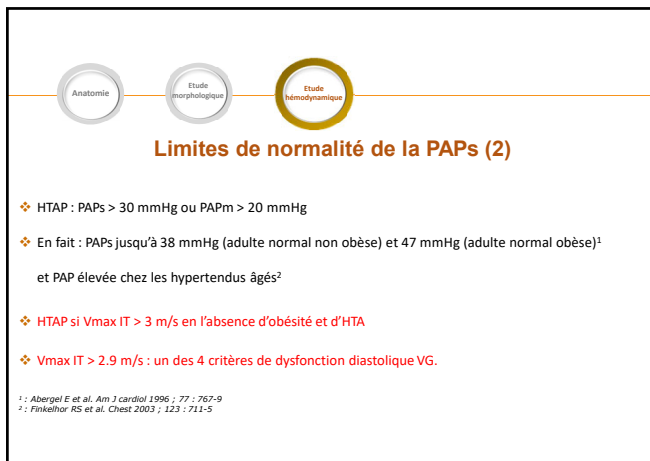 Anatomie
Etude
morphologique
Etude
hémodynamique
Limites de normalité de la PAPs (2)
❖ HTAP : PAPs > 30 mmHg ou PAPm > 20 mmHg
❖ En fait : PAPs jusqu’à 38 mmHg (adulte normal non obèse) et 47 mmHg (adulte normal obèse)¹
et PAP élevée chez les hypertendus âgés²
❖ HTAP si Vmax IT > 3 m/s en l’absence d’obésité et d’HTA
❖ Vmax IT > 2.9 m/s : un des 4 critères de dysfonction diastolique VG.
¹ : Abergel E et al. Am J cardiol 1996 ; 77 : 767-9
² : Finkelhor RS et al. Chest 2003 ; 123 : 711-5